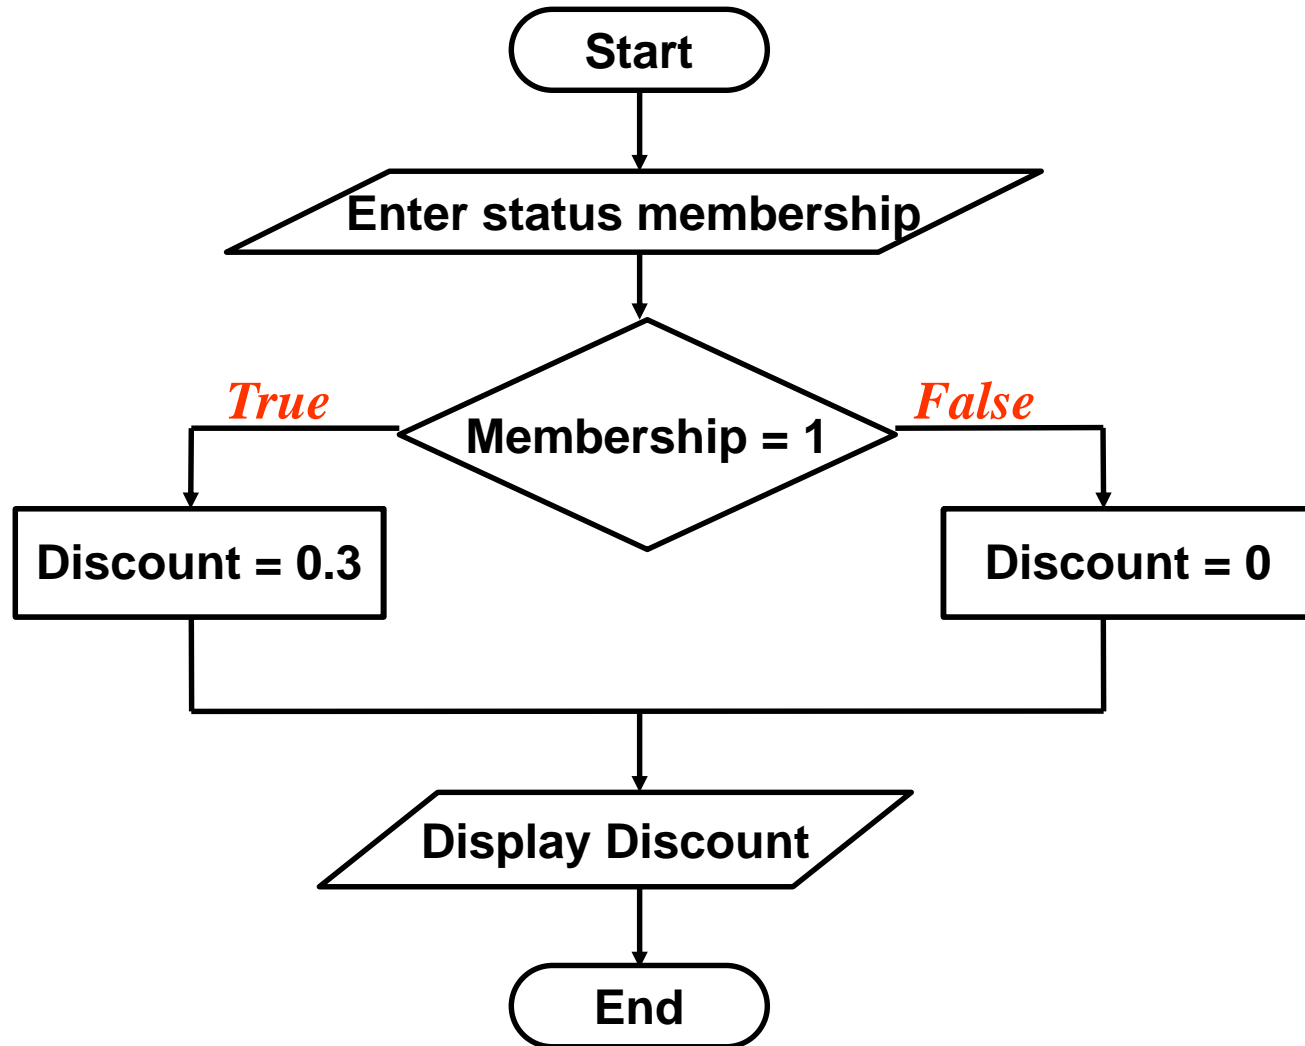 Start
Enter status membership
True
False
Membership = 1
Discount = 0.3
Discount = 0
Display Discount
End